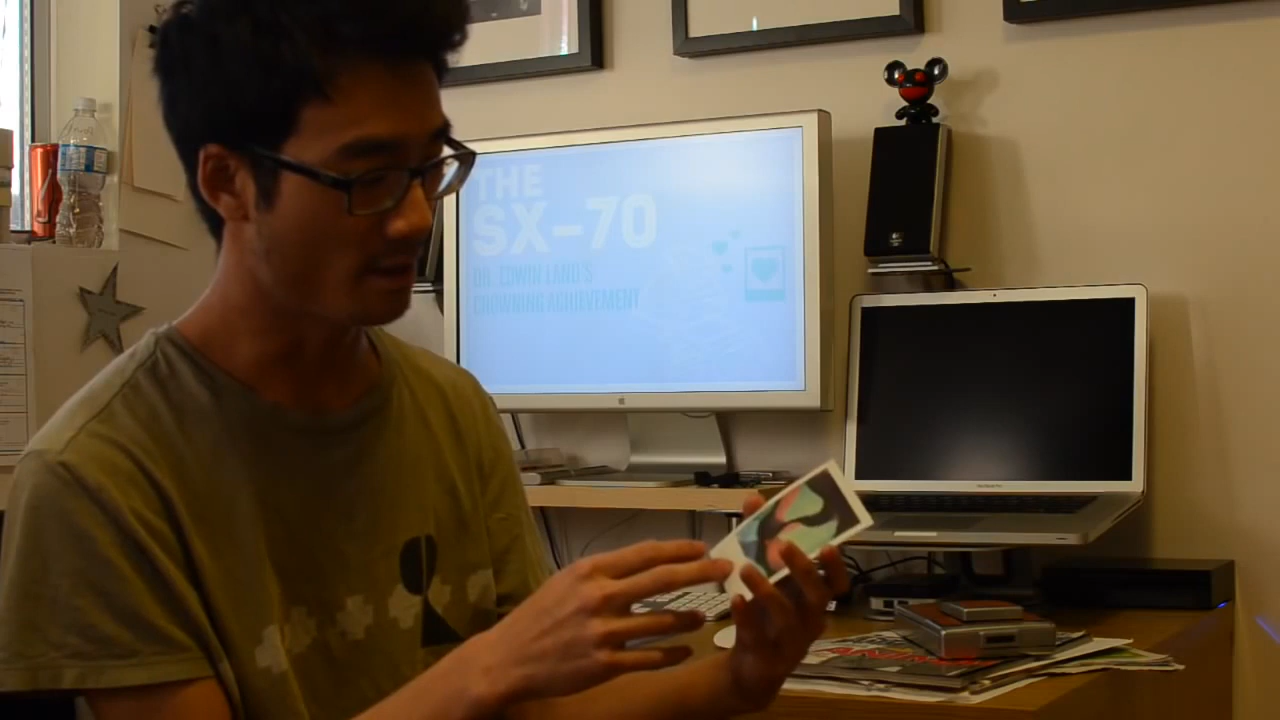 THE
SX-70
DR. EDWIN LAND'S
CROWNING ACHIEVEMENT